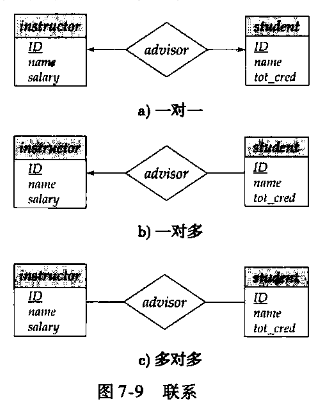 instructor
ID
name
salary
advisor
student
ID
name
tot_cred
a) 一对一
instructor
ID
name
salary
advisor
student
ID
name
tot_cred
b) 一对多
instructor
ID
name
salary
advisor
student
ID
name
tot_cred
c) 多对多
图 7-9 联系